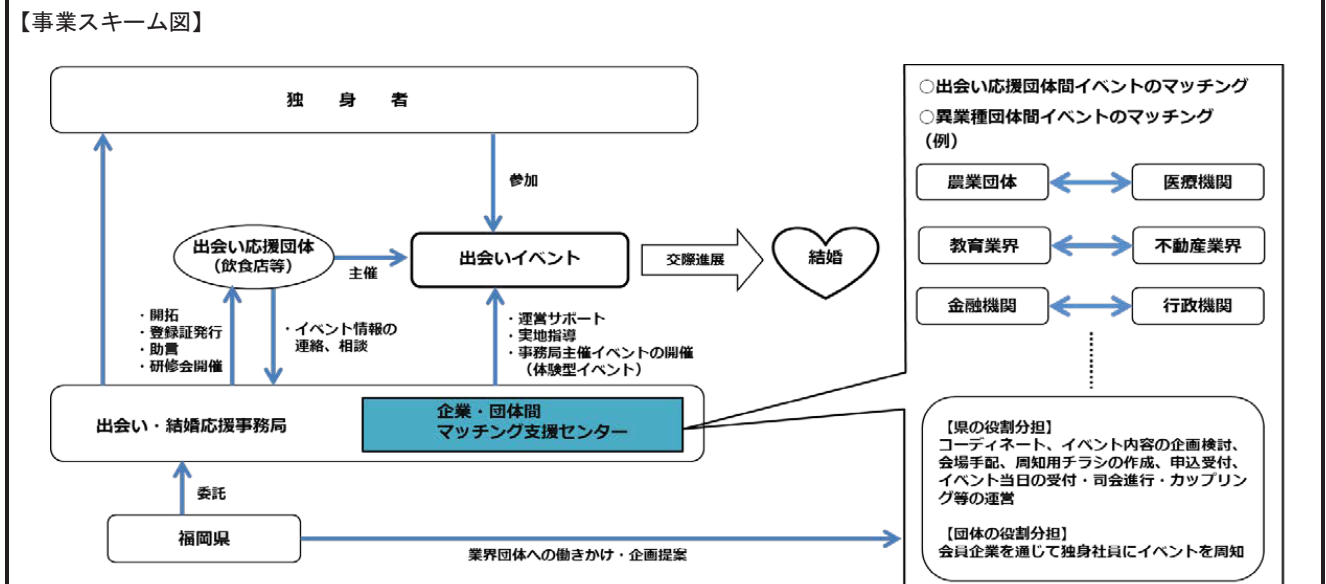 【事業スキーム図】
独 身 者
参加
出会い応援団体
（飲食店等）
主催
出会いイベント
交際進展
結婚
・開拓
・登録証発行
・助言
・研修会開催
・イベント情報の
連絡、相談
・運営サポート
・実地指導
・事務局主催イベントの開催
（体験型イベント）
出会い・結婚応援事務局
企業・団体間
マッチング支援センター
委託
福岡県
業界団体への働きかけ・企画提案
○出会い応援団体間イベントのマッチング
○異業種団体間イベントのマッチング
（例）
農業団体
医療機関
教育業界
不動産業界
金融機関
行政機関
【県の役割分担】
コーディネート、イベント内容の企画検討、
会場手配、周知用チラシの作成、申込受付、
イベント当日の受付・司会進行・カップリン
グ等の運営
【団体の役割分担】
会員企業を通じて独身社員にイベントを周知